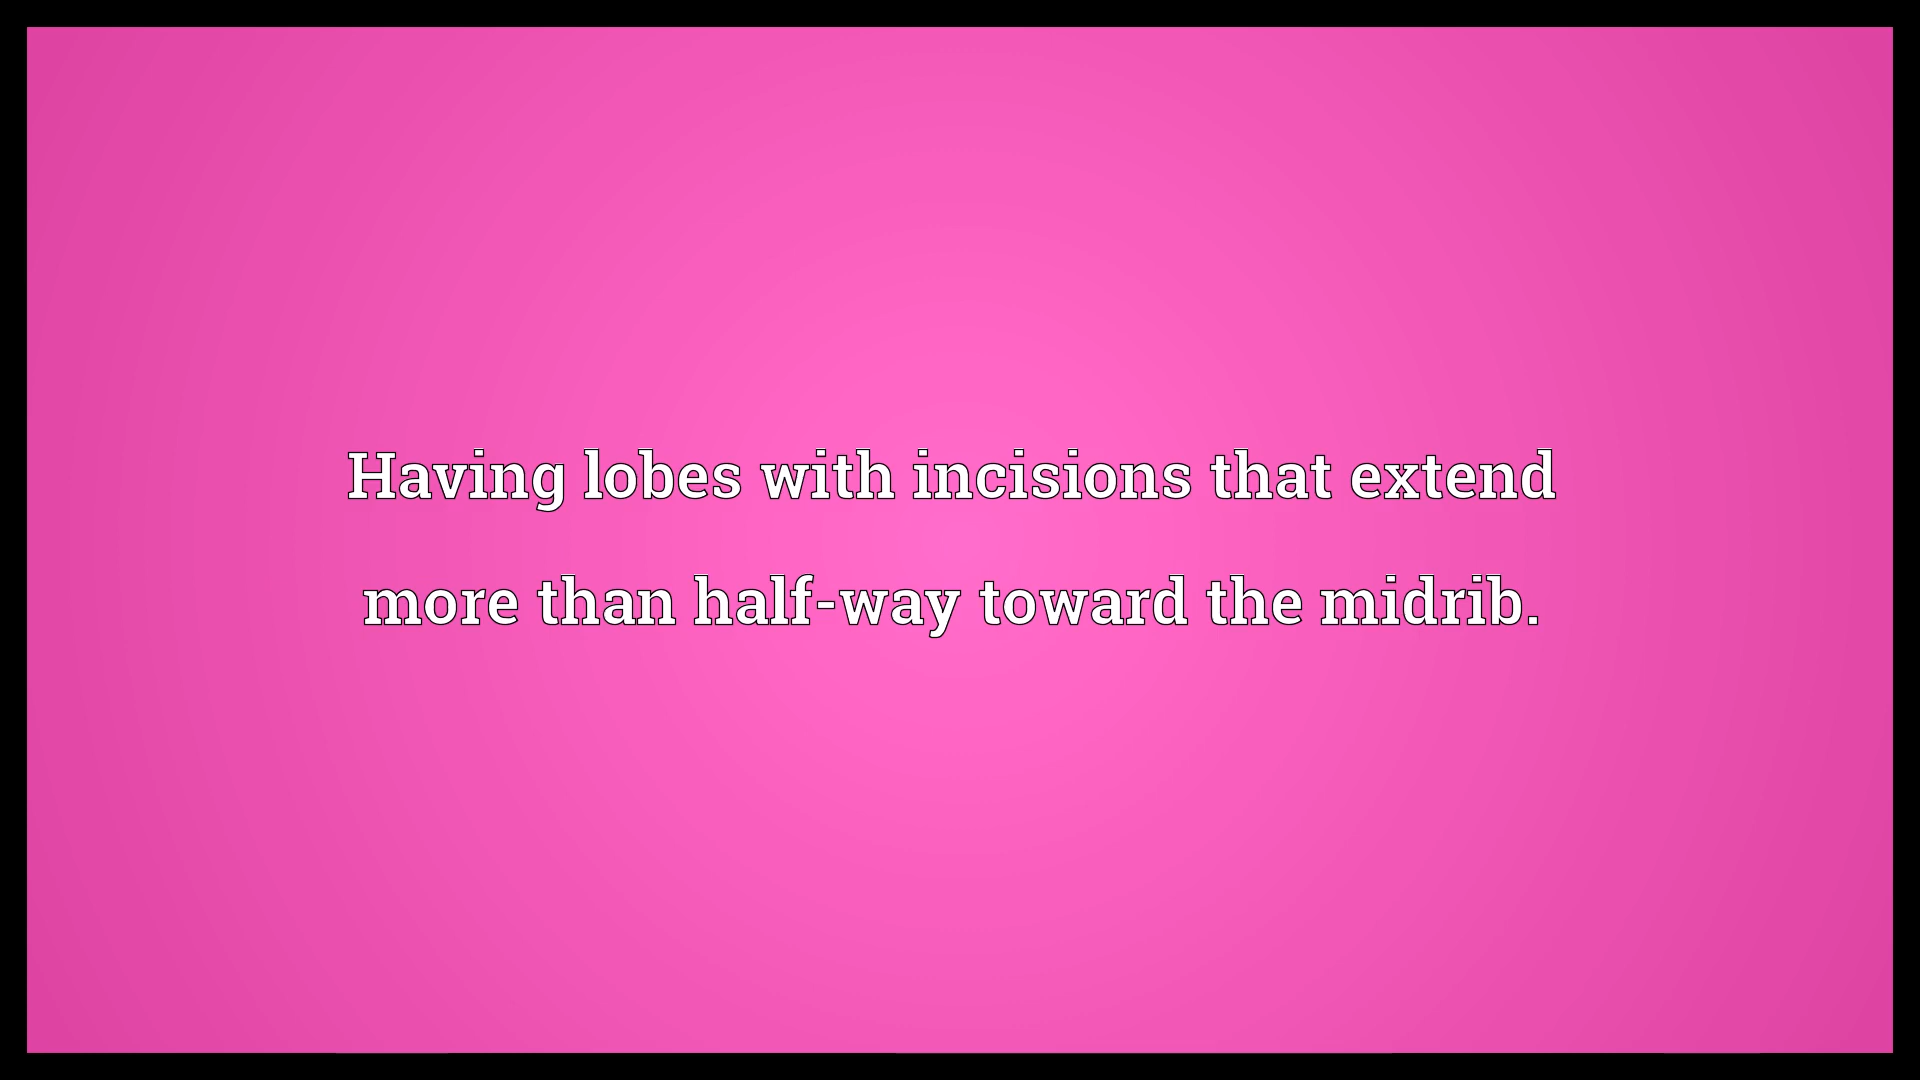 Having lobes with incisions that extend
more than half-way toward the midrib.